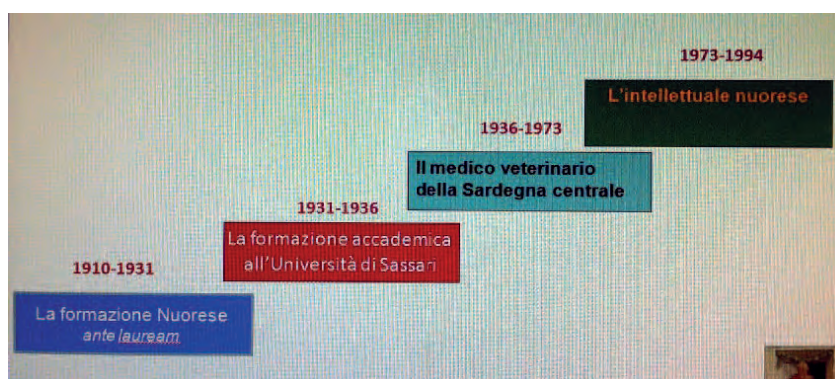 1910-1931
La formazione Nuorese
ante lauream
1931-1936
La formazione accademica
all'Università di Sassari
1936-1973
Il medico veterinario
della Sardegna centrale
1973-1994
L'intellettuale nuorese